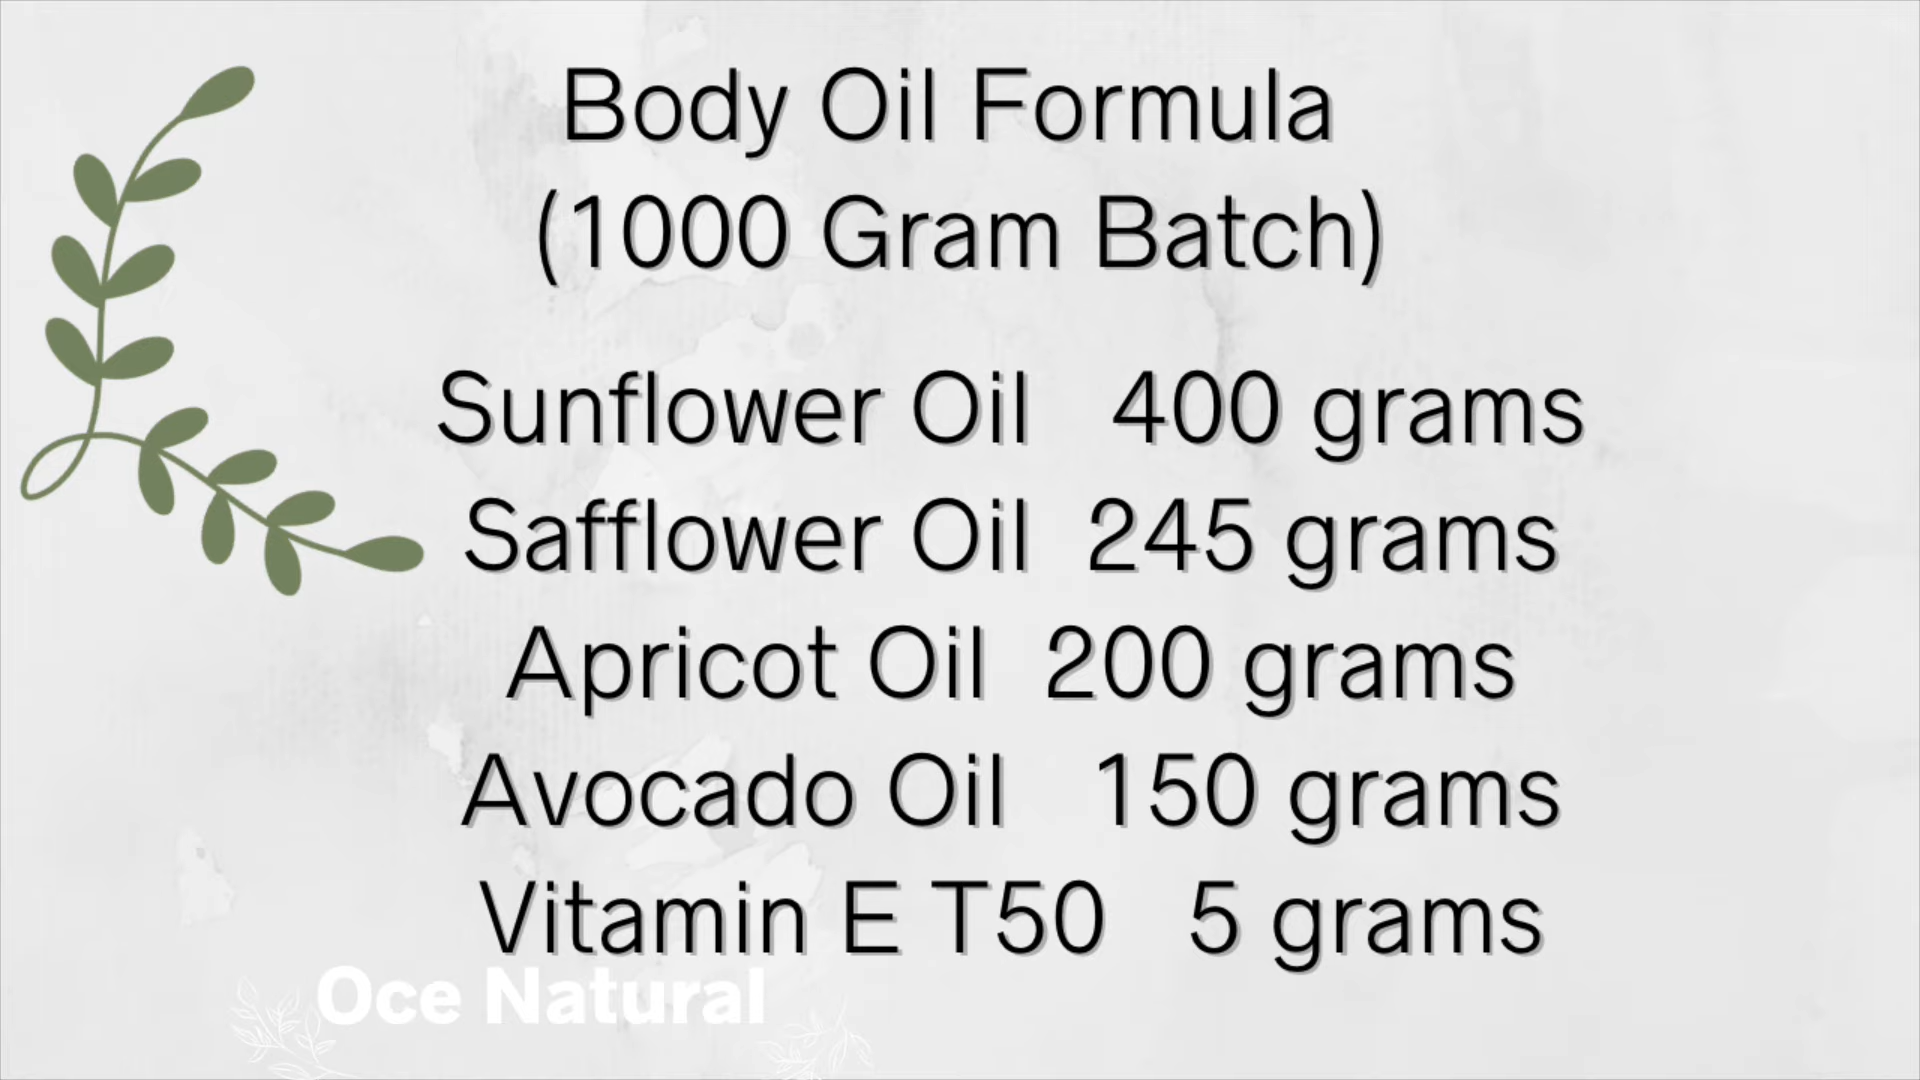 Body Oil Formula
(1000 Gram Batch)
Sunflower Oil 400 grams
Safflower Oil 245 grams
Apricot Oil 200 grams
Avocado Oil 150 grams
Vitamin E T50 5 grams
Oce Natural